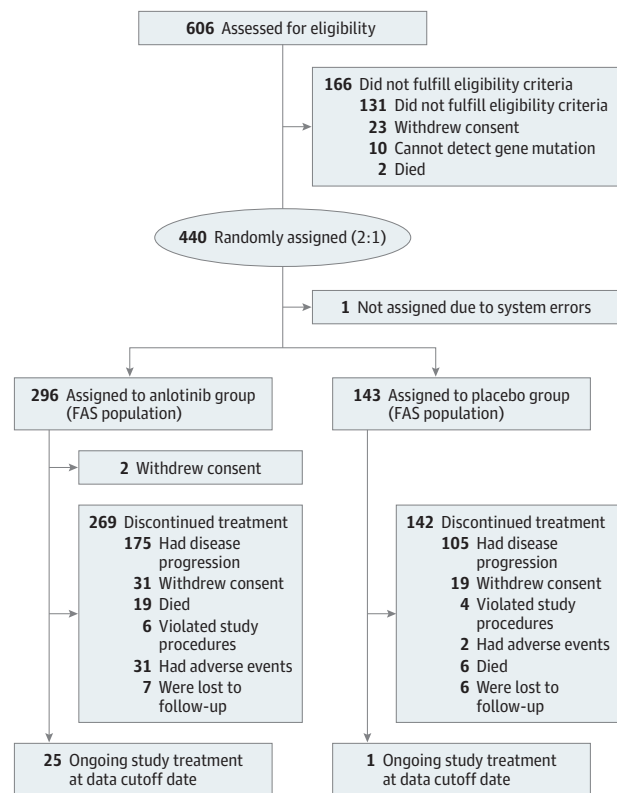 606 Assessed for eligibility
166 Did not fulfill eligibility criteria
131 Did not fulfill eligibility criteria
23 Withdrew consent
10 Cannot detect gene mutation
2 Died
440 Randomly assigned (2:1)
1 Not assigned due to system errors
296 Assigned to anlotinib group
(FAS population)
143 Assigned to placebo group
(FAS population)
2 Withdrew consent
269 Discontinued treatment
175 Had disease
progression
31 Withdrew consent
19 Died
6 Violated study
procedures
31 Had adverse events
7 Were lost to
follow-up
142 Discontinued treatment
105 Had disease
progression
19 Withdrew consent
4 Violated study
procedures
2 Had adverse events
6 Died
6 Were lost to
follow-up
25 Ongoing study treatment
at data cutoff date
1 Ongoing study treatment
at data cutoff date